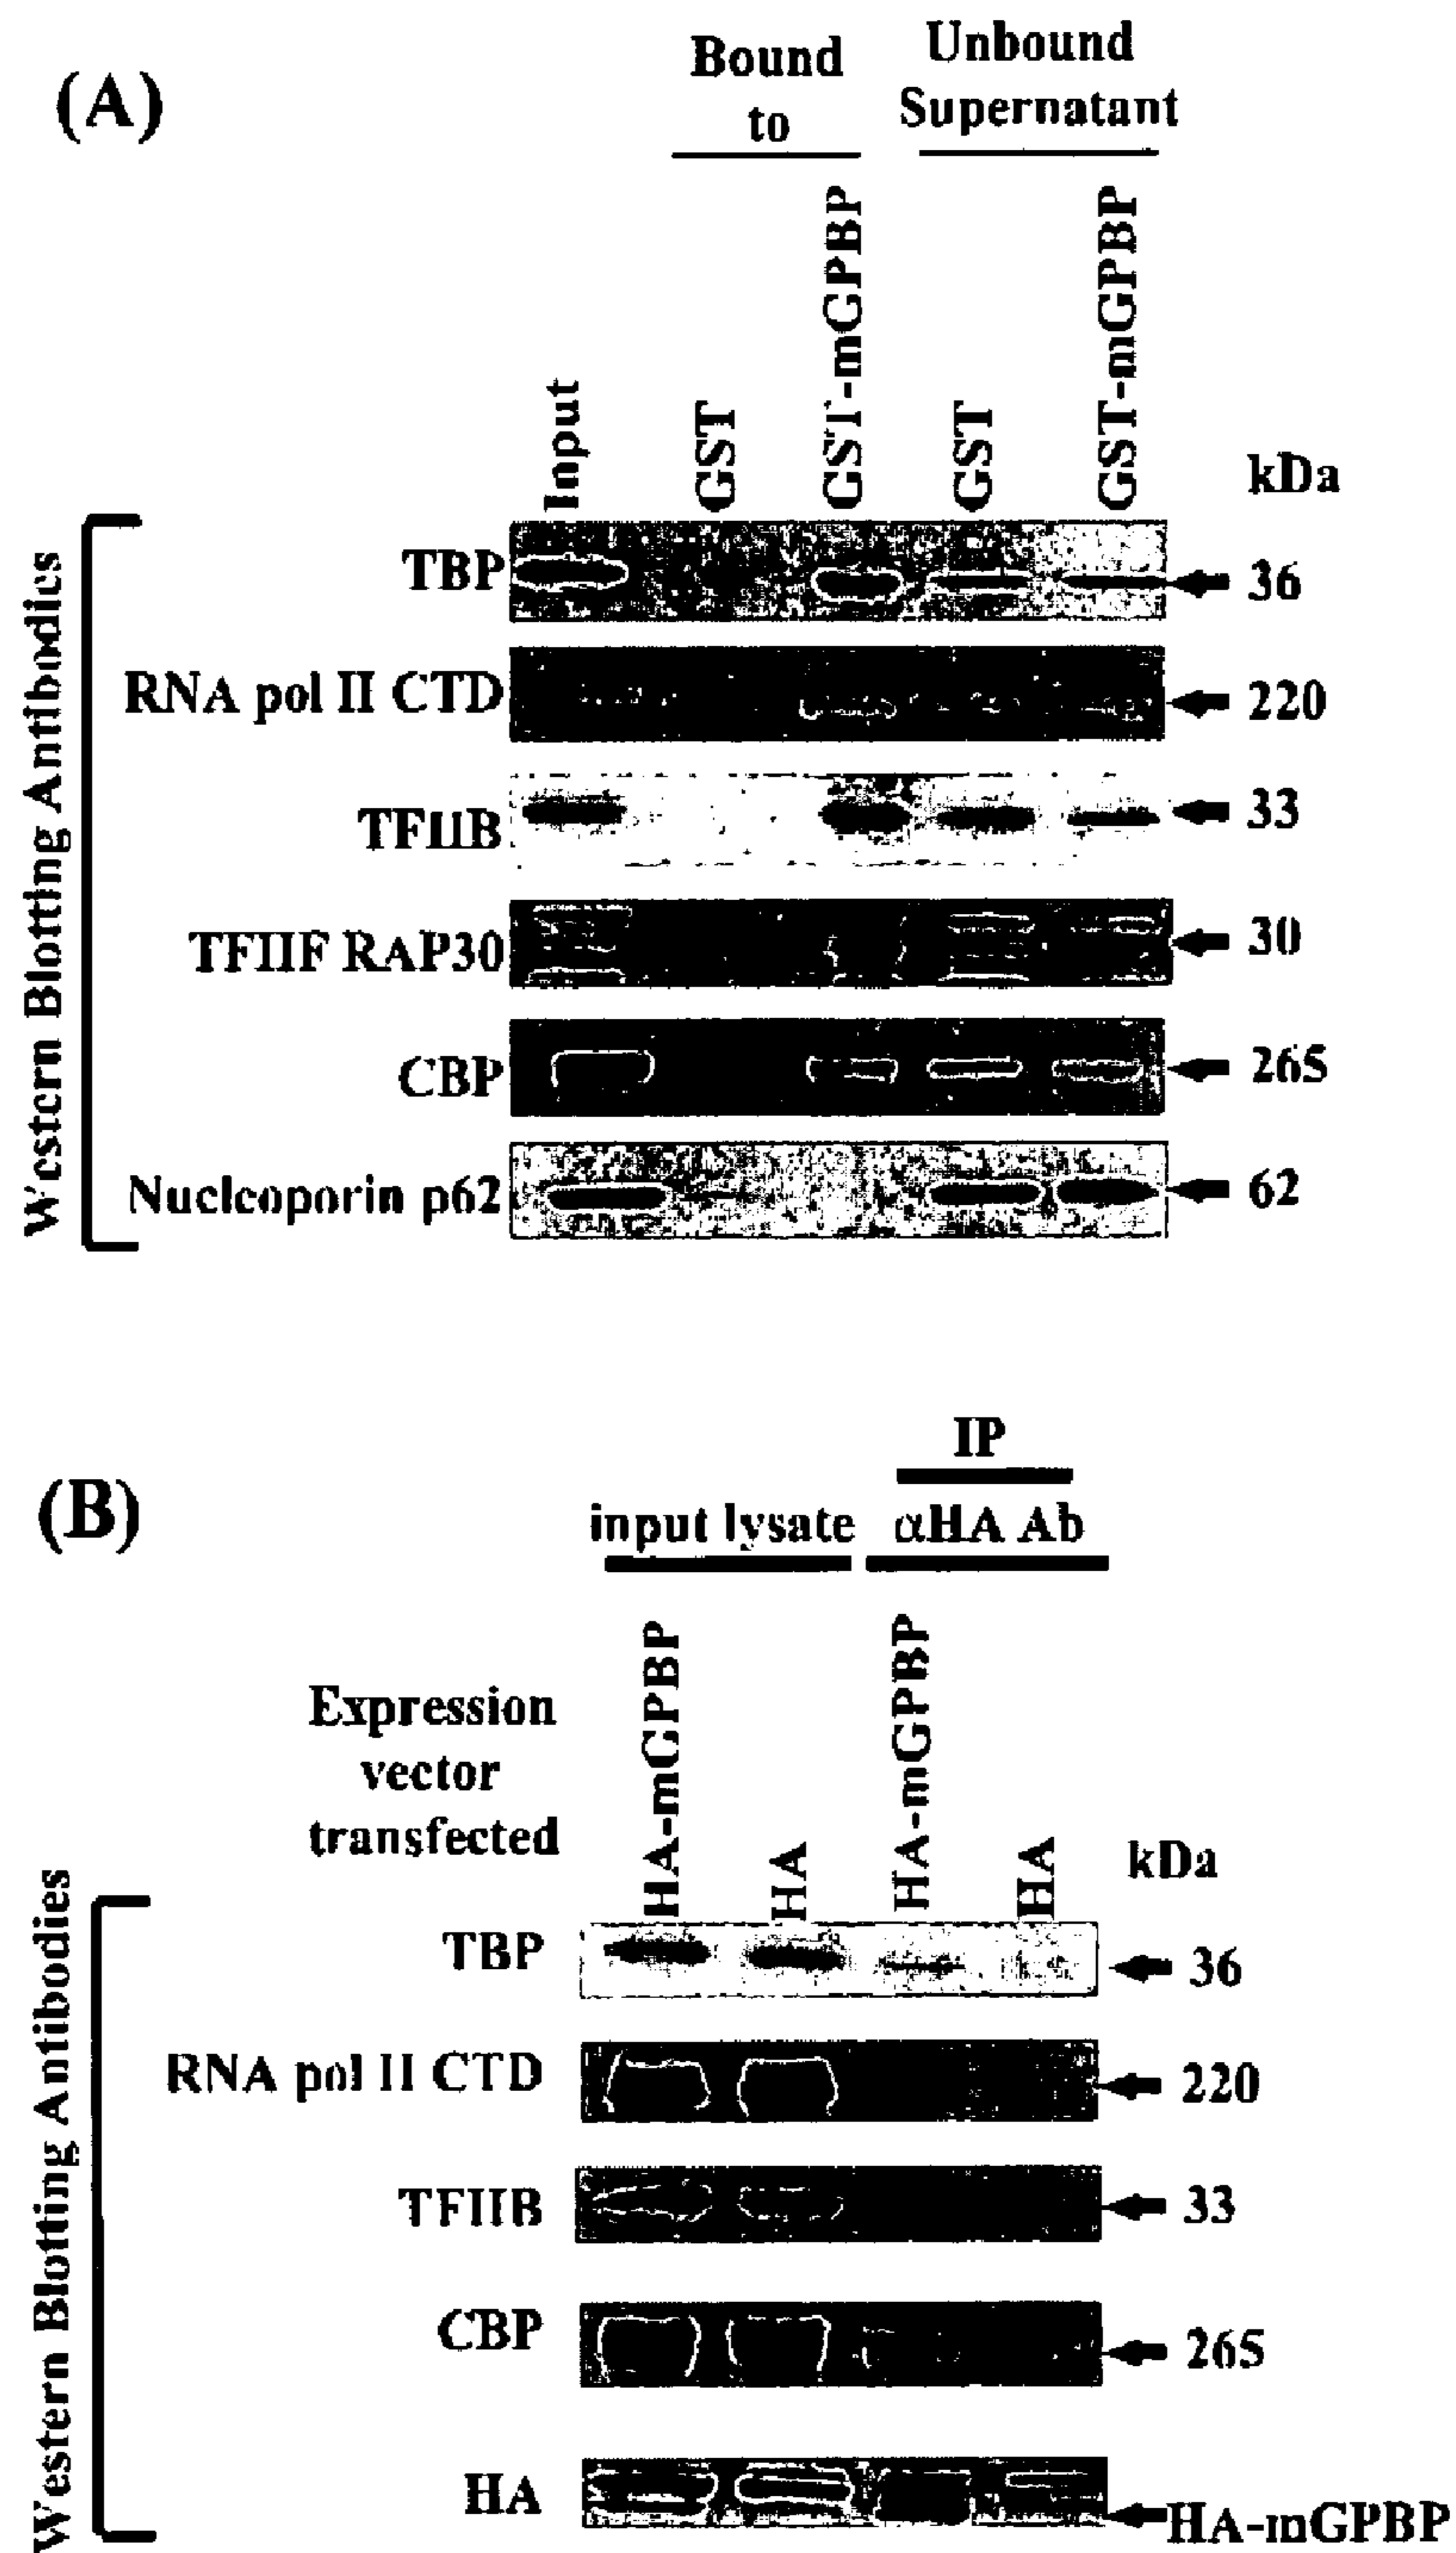 (A)
Bound
to
Unbound
Supernatant
Input
GST
GST-mGPBP
GST
GST-mGPBP
kDa
Western Blotting Antibodies
TBP
36
RNA pol II CTD
220
TFIIB
33
TFIIF RAP30
30
CBP
265
Nucleoporin p62
62
(B)
IP
input lysate
αHA Ab
Expression
vector
transfected
HA-mGPBP
HA
HA-mGPBP
HA
kDa
Western Blotting Antibodies
TBP
36
RNA pol II CTD
220
TFIIB
33
CBP
265
HA
HA-mGPBP